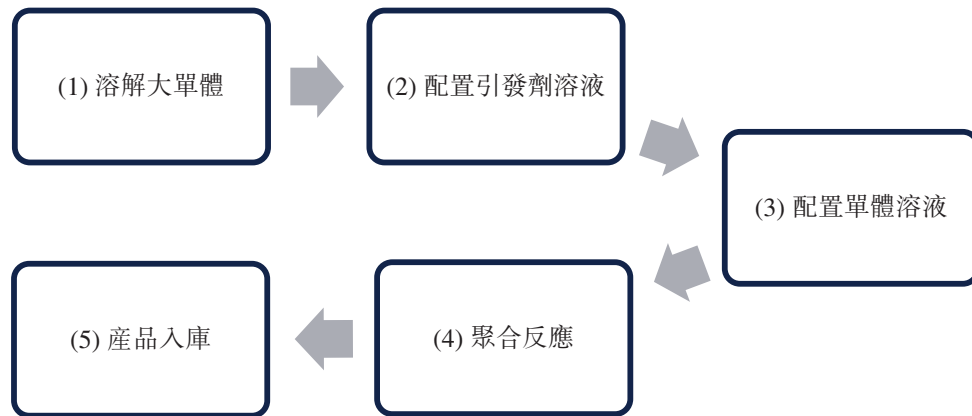 (1) 溶解大單體
(2) 配置引發劑溶液
(3) 配置單體溶液
(4) 聚合反應
(5) 産品入庫